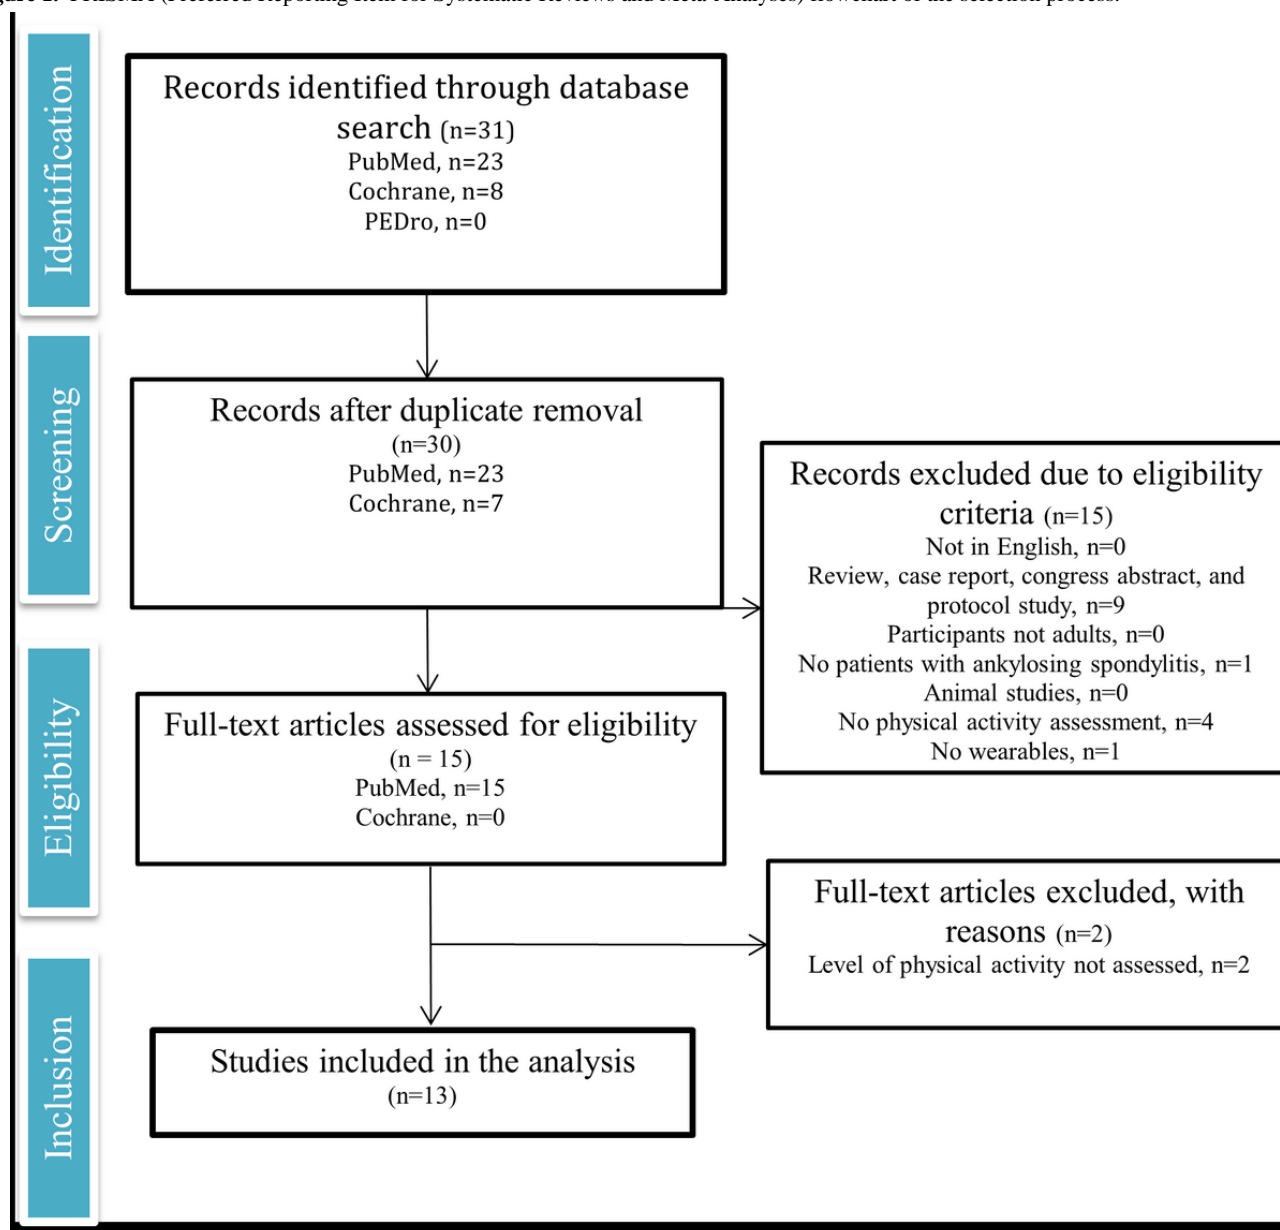 Identification
Records identified through database
search (n=31)
PubMed, n=23
Cochrane, n=8
PEDro, n=0
Screening
Records after duplicate removal
(n=30)
PubMed, n=23
Cochrane, n=7
Records excluded due to eligibility
criteria (n=15)
Not in English, n=0
Review, case report, congress abstract, and
protocol study, n=9
Participants not adults, n=0
No patients with ankylosing spondylitis, n=1
Animal studies, n=0
No physical activity assessment, n=4
No wearables, n=1
Eligibility
Full-text articles assessed for eligibility
(n = 15)
PubMed, n=15
Cochrane, n=0
Full-text articles excluded, with
reasons (n=2)
Level of physical activity not assessed, n=2
Inclusion
Studies included in the analysis
(n=13)